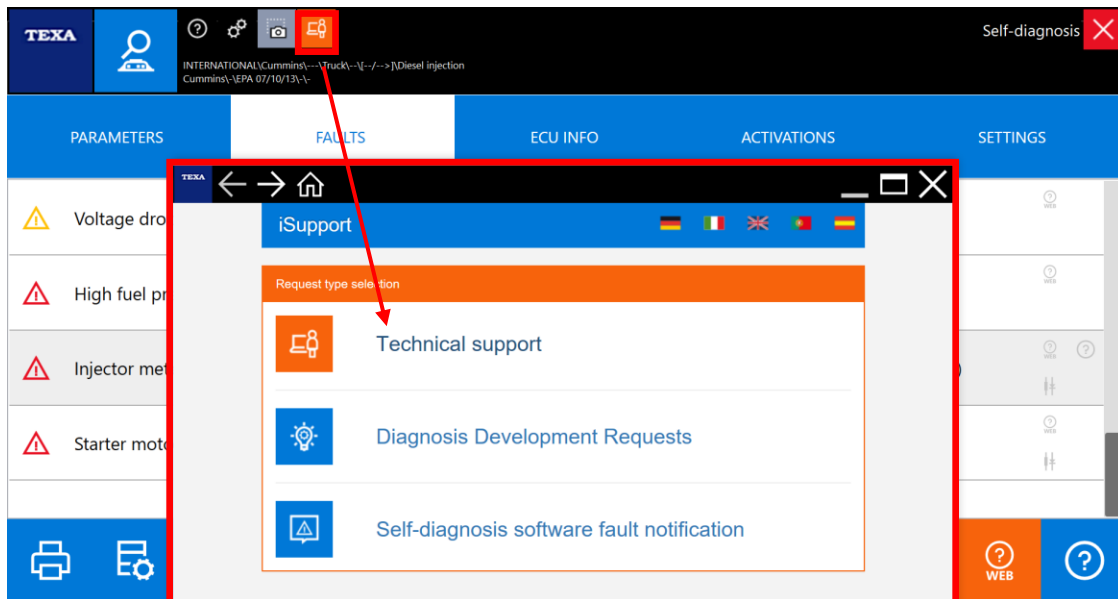 TEXA
Self-diagnosis
INTERNATIONAL\Cummins\---\Truck\--\[--/-->]\Diesel injection
Cummins\-\EPA 07/10/13\-\-
PARAMETERS
FAULTS
ECU INFO
ACTIVATIONS
SETTINGS
TEXA
Voltage dro
WEB
iSupport
High fuel pr
WEB
Request type selection
Technical support
Injector met
)
WEB
Diagnosis Development Requests
Starter moto
WEB
Self-diagnosis software fault notification
WEB